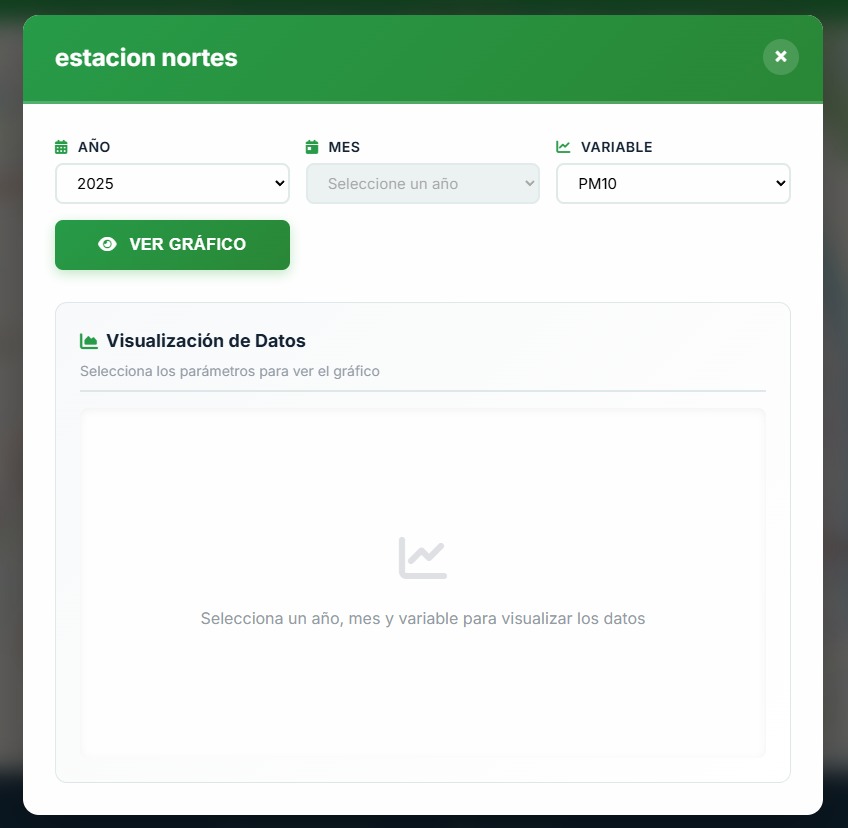 estacion nortes
AÑO
MES
VARIABLE
2025
Seleccione un año
PM10
VER GRÁFICO
Visualización de Datos
Selecciona los parámetros para ver el gráfico
Selecciona un año, mes y variable para visualizar los datos